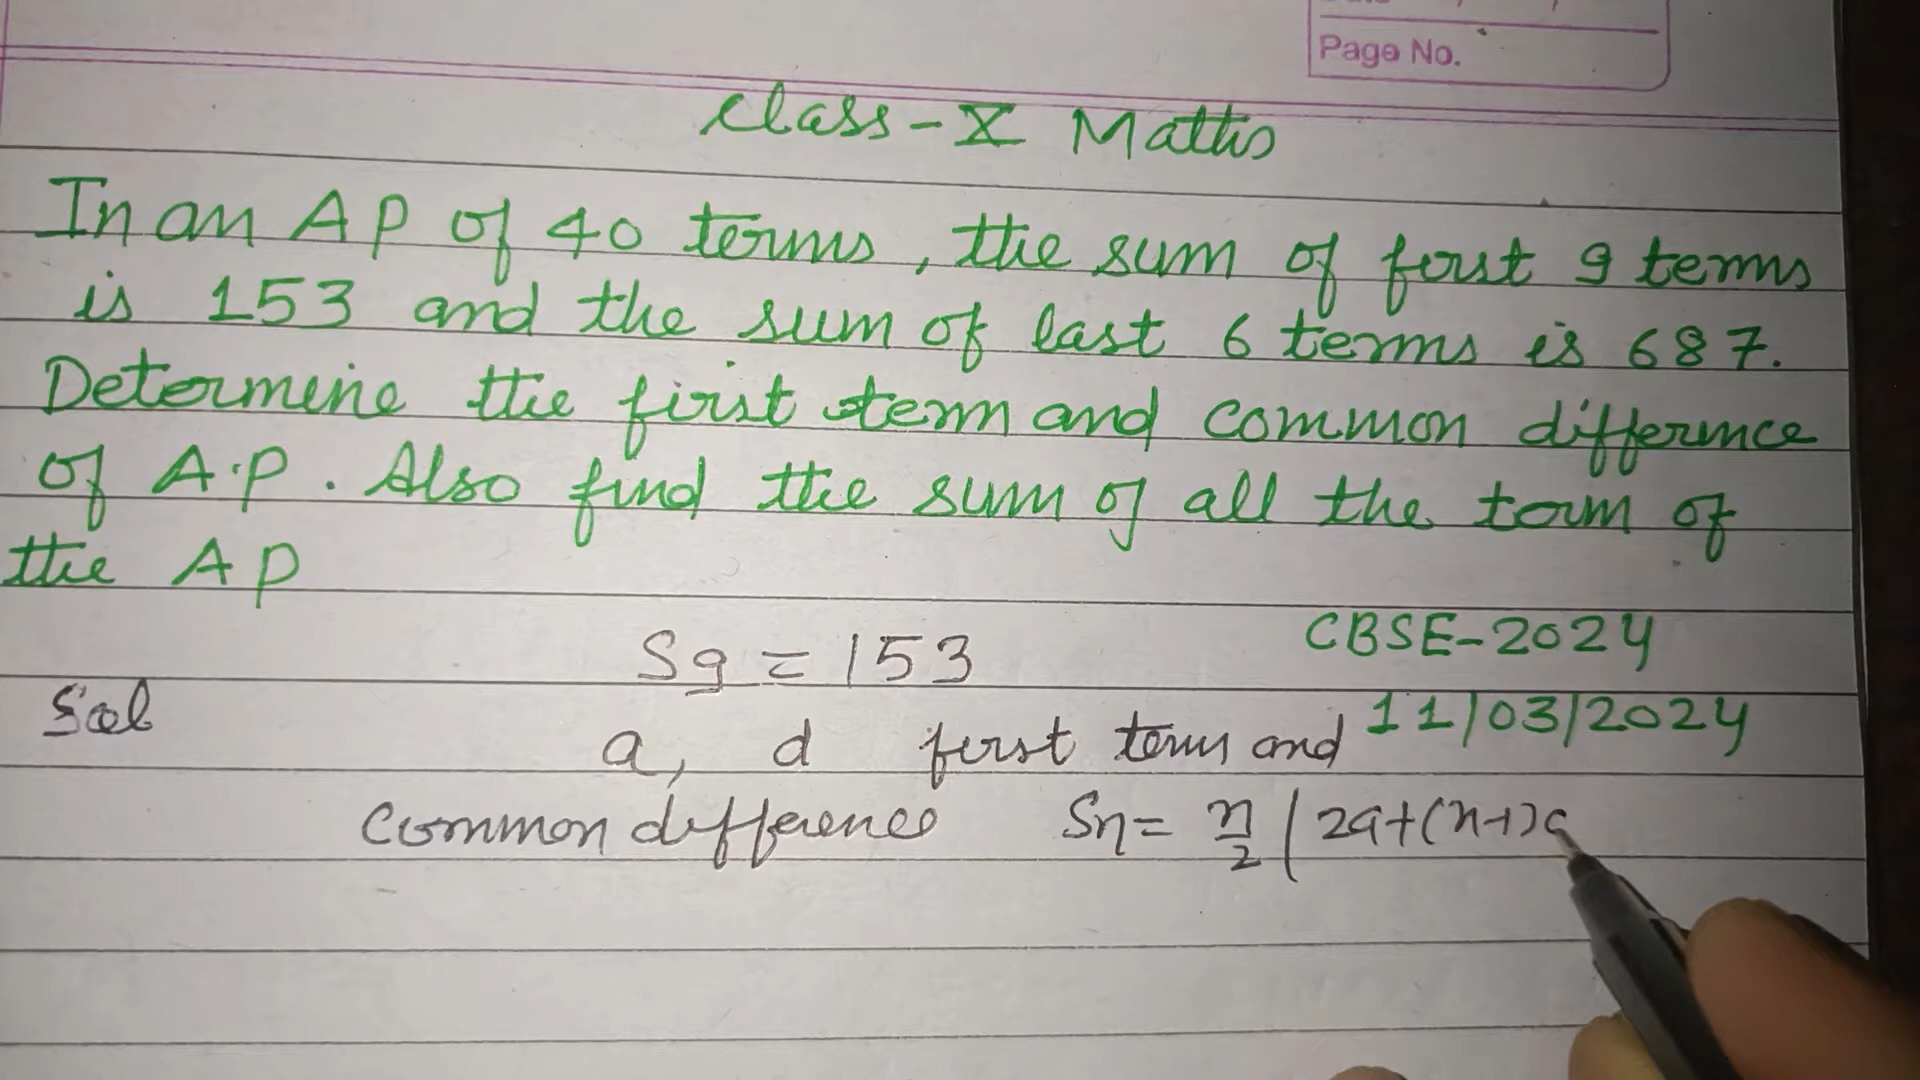 Page No.
Class-X Maths
In an AP of 40 terms, the sum of first 9 terms
is 153 and the sum of last 6 terms is 687.
Determine the first term and common difference
of A.P. Also find the sum of all the term of
the AP
CBSE-2024
S9 = 153
11/03/2024
Sol
a, d first term and
Common difference Sn = n/2 ( 2a+(n-1)